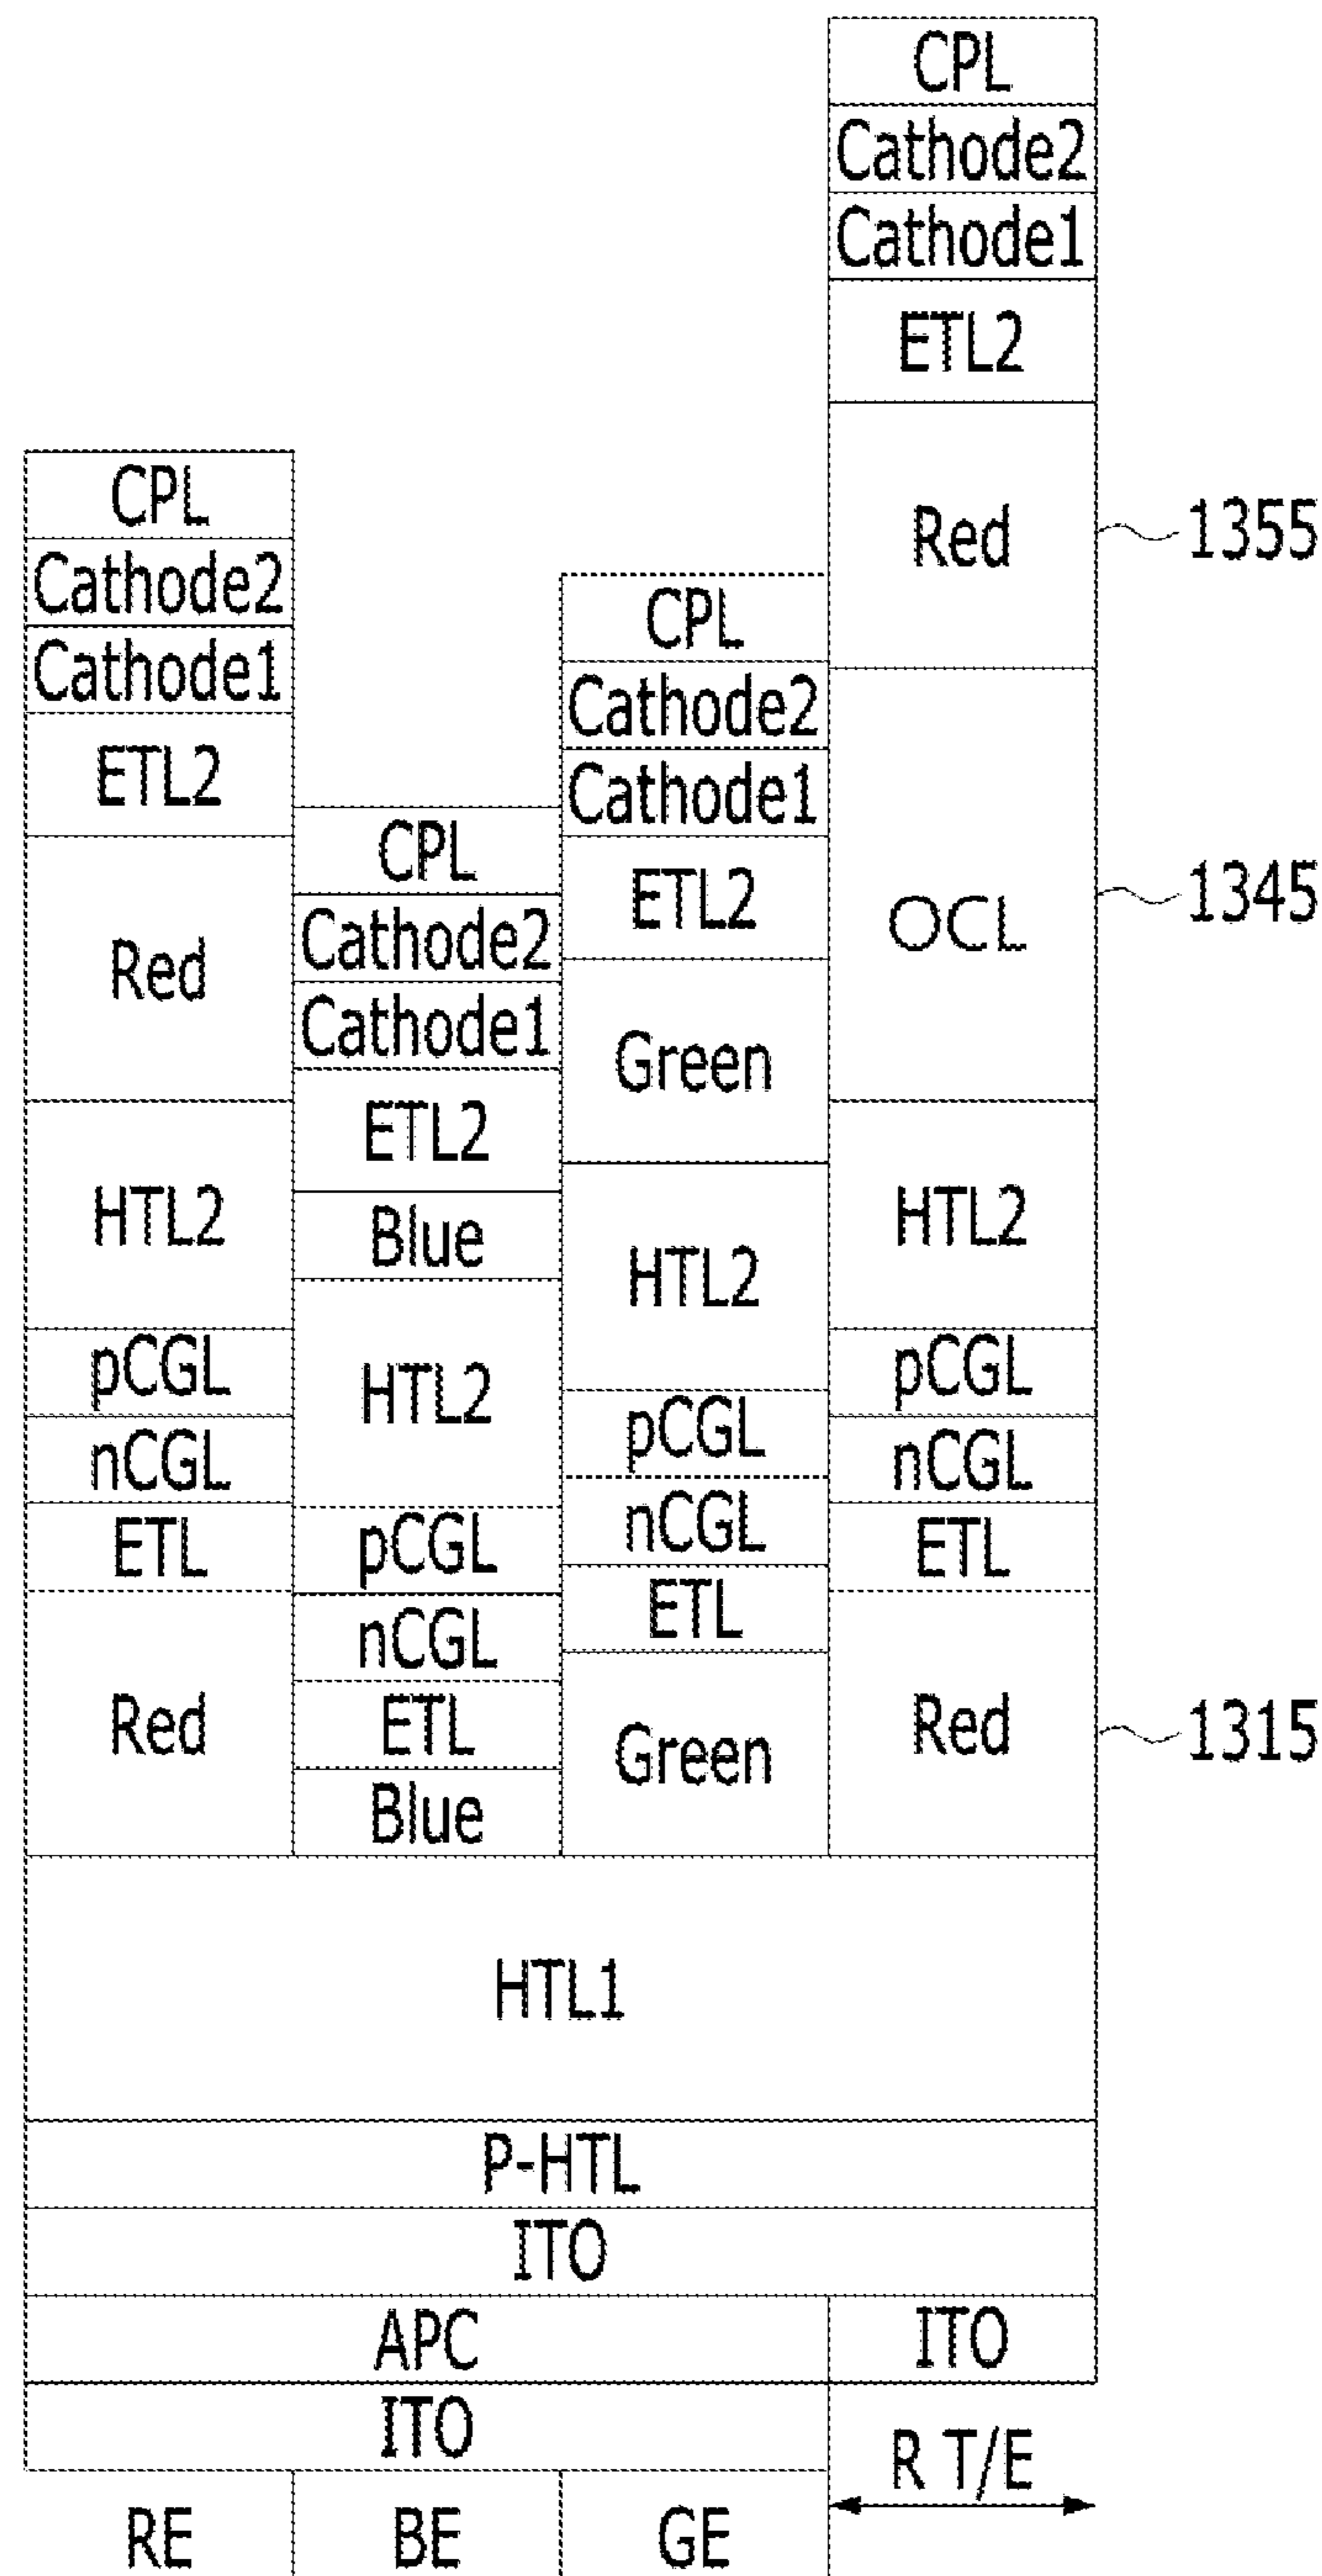 CPL
Cathode2
Cathode1
ETL2
Red
1355
OCL
1345
HTL2
pCGL
nCGL
ETL
Red
1315
CPL
Cathode2
Cathode1
ETL2
Red
HTL2
pCGL
nCGL
ETL
Red
CPL
Cathode2
Cathode1
ETL2
Blue
HTL2
pCGL
nCGL
ETL
Blue
CPL
Cathode2
Cathode1
ETL2
Green
HTL2
pCGL
nCGL
ETL
Green
HTL1
P-HTL
ITO
APC ITO
ITO
R T/E
RE BE GE